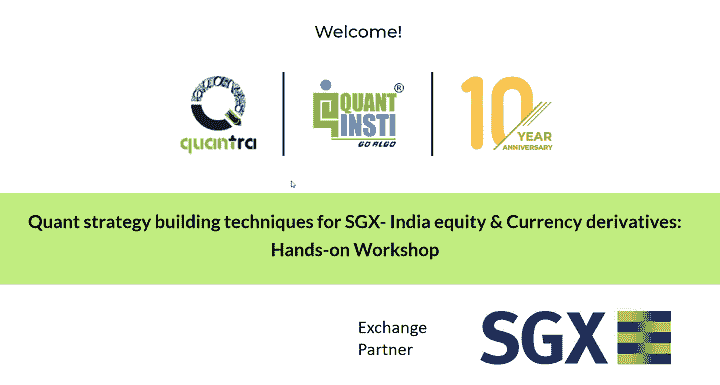 Welcome!
quantra
QUANT
INSTI
®
GO ALGO
10
YEAR
ANNIVERSARY
Quant strategy building techniques for SGX- India equity & Currency derivatives:
Hands-on Workshop
Exchange
Partner
SGX